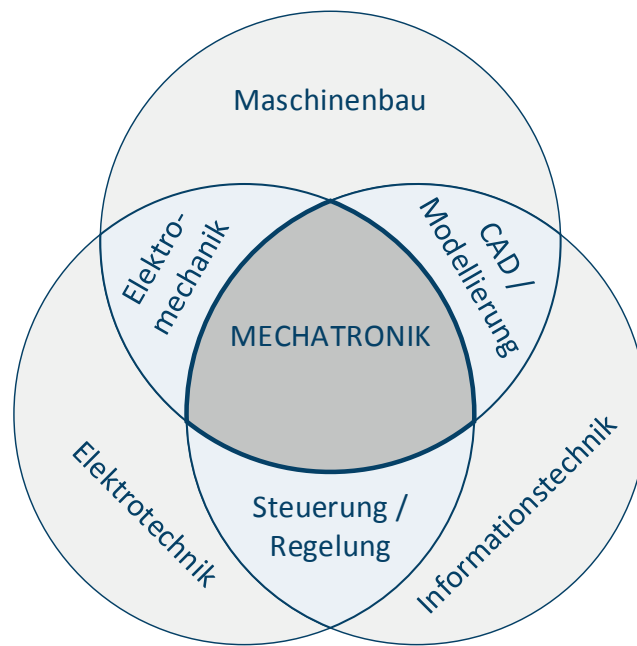 Maschinenbau
Elektro-
mechanik
CAD /
Modellierung
MECHATRONIK
Elektrotechnik
Steuerung /
Regelung
Informationstechnik